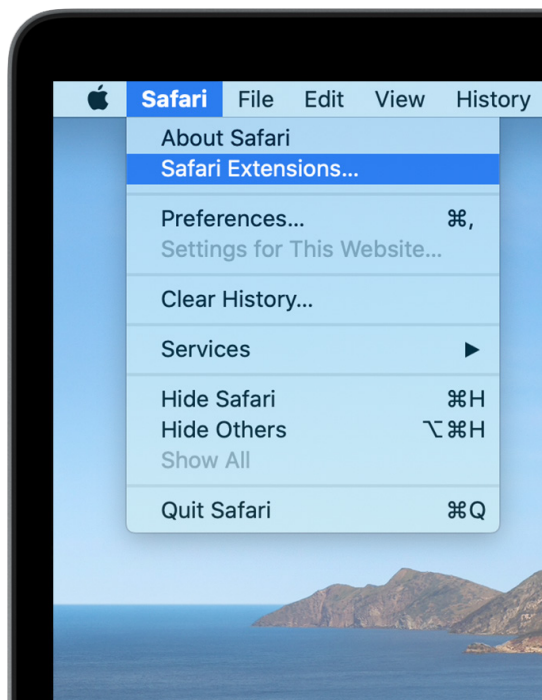 Safari File Edit View History
About Safari
Safari Extensions...
Preferences... ⌘,
Settings for This Website...
Clear History...
Services ▶
Hide Safari ⌘H
Hide Others ⌥⌘H
Show All
Quit Safari ⌘Q